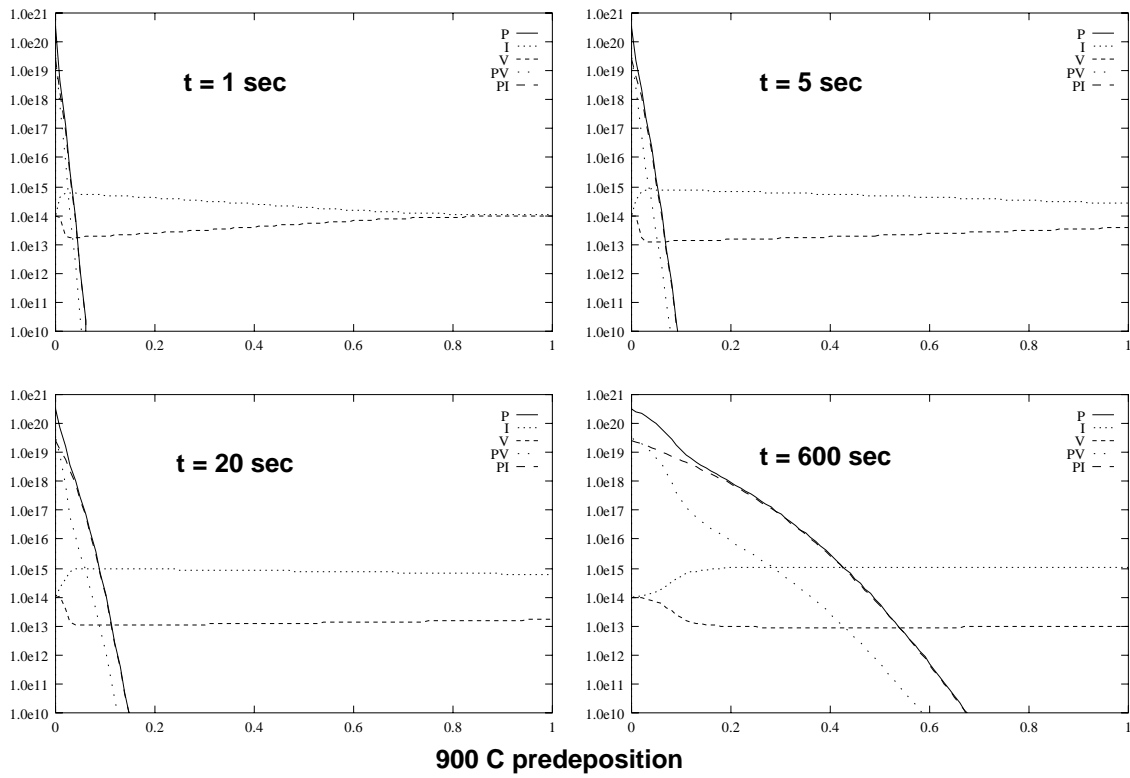 1.0e21
1.0e20
1.0e19
1.0e18
1.0e17
1.0e16
1.0e15
1.0e14
1.0e13
1.0e12
1.0e11
1.0e10
0 0.2 0.4 0.6 0.8 1
P
I
V
PV
PI
t = 1 sec
1.0e21
1.0e20
1.0e19
1.0e18
1.0e17
1.0e16
1.0e15
1.0e14
1.0e13
1.0e12
1.0e11
1.0e10
0 0.2 0.4 0.6 0.8 1
P
I
V
PV
PI
t = 5 sec
1.0e21
1.0e20
1.0e19
1.0e18
1.0e17
1.0e16
1.0e15
1.0e14
1.0e13
1.0e12
1.0e11
1.0e10
0 0.2 0.4 0.6 0.8 1
P
I
V
PV
PI
t = 20 sec
1.0e21
1.0e20
1.0e19
1.0e18
1.0e17
1.0e16
1.0e15
1.0e14
1.0e13
1.0e12
1.0e11
1.0e10
0 0.2 0.4 0.6 0.8 1
P
I
V
PV
PI
t = 600 sec
900 C predeposition